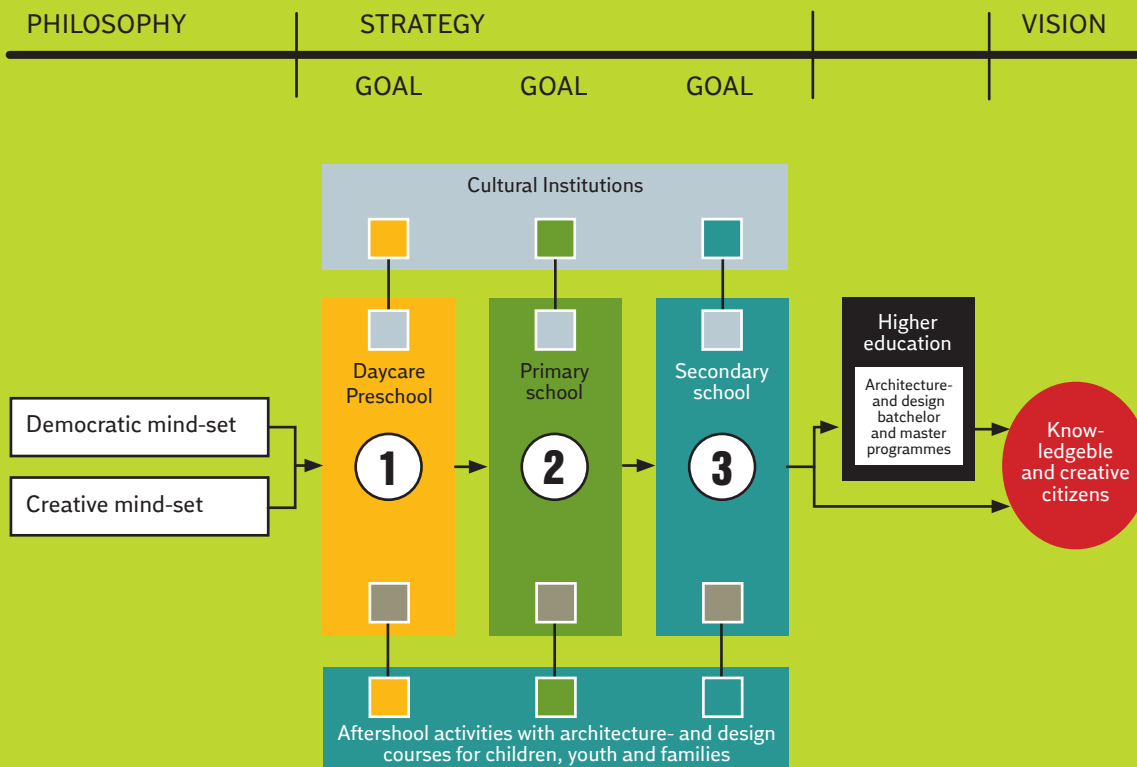 PHILOSOPHY
STRATEGY
VISION
GOAL
GOAL
GOAL
Cultural Institutions
Daycare
Preschool
1
Primary
school
2
Secondary
school
3
Democratic mind-set
Creative mind-set
Higher
education
Architecture-
and design
batchelor
and master
programmes
Know-
ledgeble
and creative
citizens
Aftershool activities with architecture- and design
courses for children, youth and families